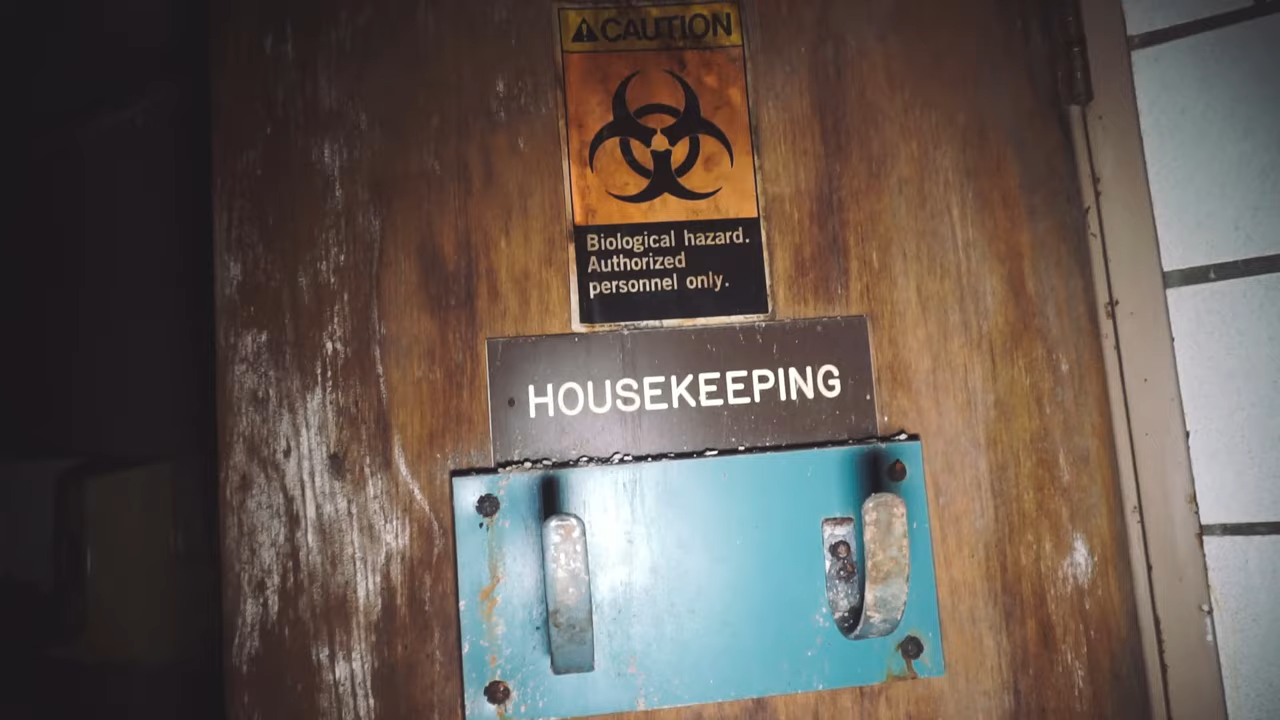 CAUTION
Biological hazard.
Authorized
personnel only.
HOUSEKEEPING